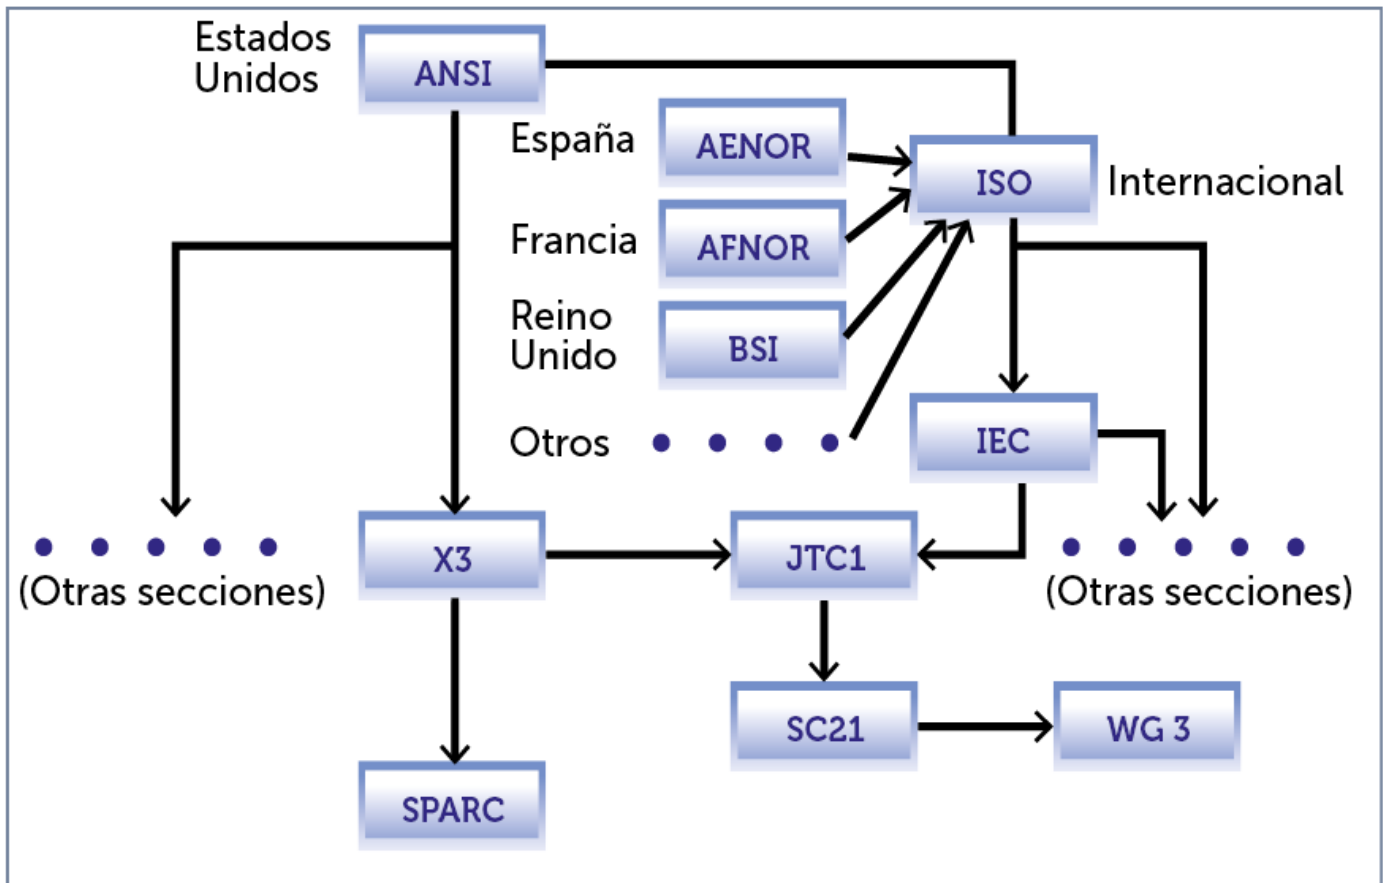 Estados
Unidos
ANSI
España
AENOR
ISO
Internacional
Francia
AFNOR
Reino
Unido
BSI
Otros
IEC
(Otras secciones)
X3
JTC1
(Otras secciones)
SC21
WG 3
SPARC